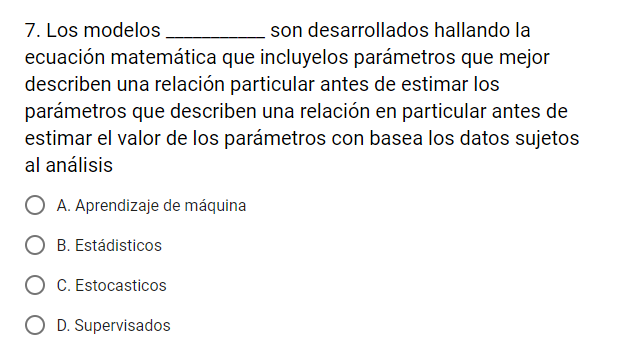 7. Los modelos ___________ son desarrollados hallando la
ecuación matemática que incluyelos parámetros que mejor
describen una relación particular antes de estimar los
parámetros que describen una relación en particular antes de
estimar el valor de los parámetros con basea los datos sujetos
al análisis
A. Aprendizaje de máquina
B. Estádisticos
C. Estocasticos
D. Supervisados